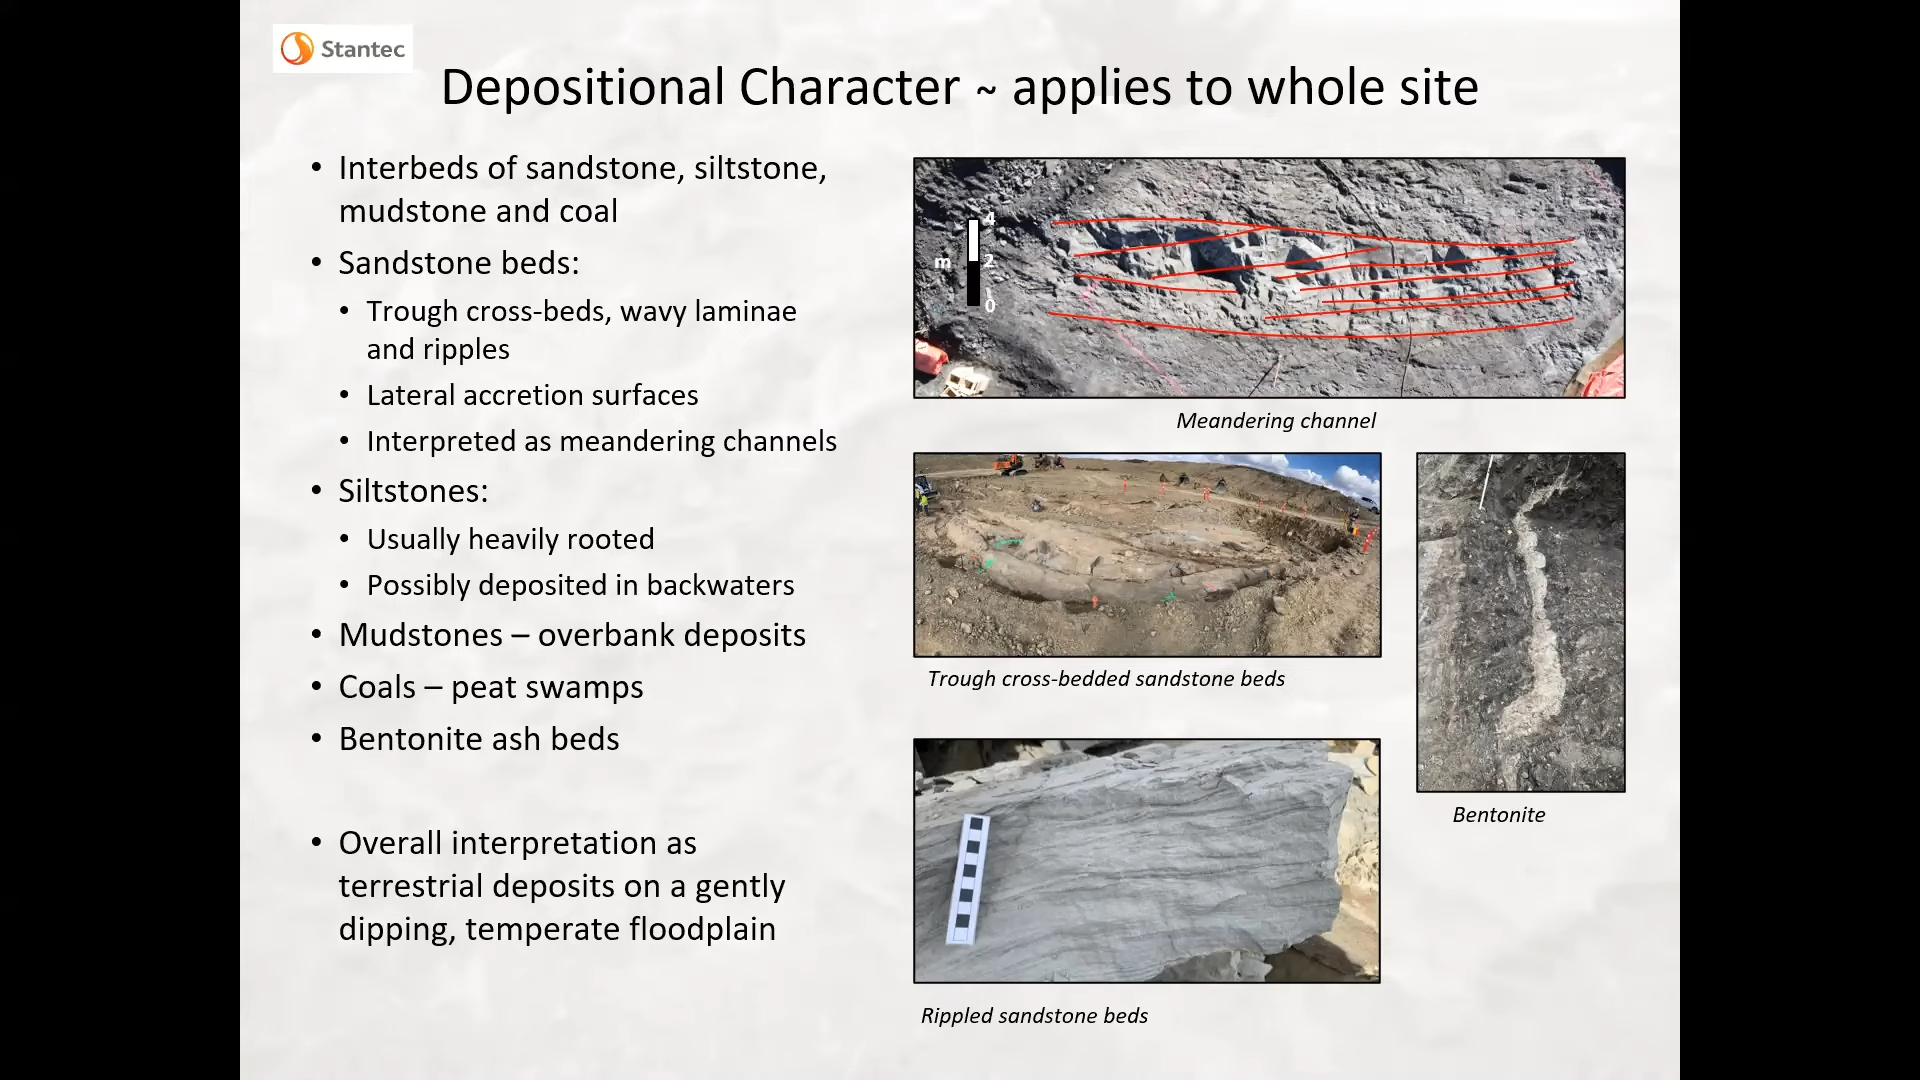 Stantec
Depositional Character ~ applies to whole site
• Interbeds of sandstone, siltstone,
mudstone and coal
• Sandstone beds:
• Trough cross-beds, wavy laminae
and ripples
• Lateral accretion surfaces
• Interpreted as meandering channels
• Siltstones:
• Usually heavily rooted
• Possibly deposited in backwaters
• Mudstones – overbank deposits
• Coals – peat swamps
• Bentonite ash beds
• Overall interpretation as
terrestrial deposits on a gently
dipping, temperate floodplain
4
m 2
0
Meandering channel
Trough cross-bedded sandstone beds
Bentonite
Rippled sandstone beds